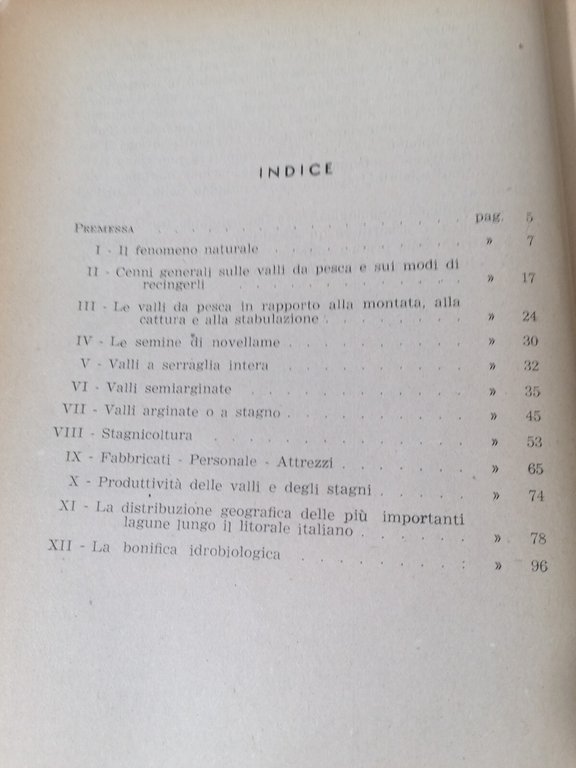 INDICE
PREMESSA . . . . . . . . . . . . . pag. 5
I - Il fenomeno naturale . . . . . . . . » 7
II - Cenni generali sulle valli da pesca e sui modi di
recingerli . . . . . . . . . . » 17
III - Le valli da pesca in rapporto alla montata, alla
cattura e alla stabulazione . . . . . . » 24
IV - Le semine di novellame . . . . . . . » 30
V - Valli a serraglia intera . . . . . . . » 32
VI - Valli semiarginate . . . . . . . . . » 35
VII - Valli arginate o a stagno . . . . . . . » 45
VIII - Stagnicoltura . . . . . . . . . . » 53
IX - Fabbricati - Personale - Attrezzi . . . . . » 65
X - Produttività delle valli e degli stagni . . . . » 74
XI - La distribuzione geografica delle più importanti
lagune lungo il litorale italiano . . . . . » 78
XII - La bonifica idrobiologica . . . . . . . : » 96